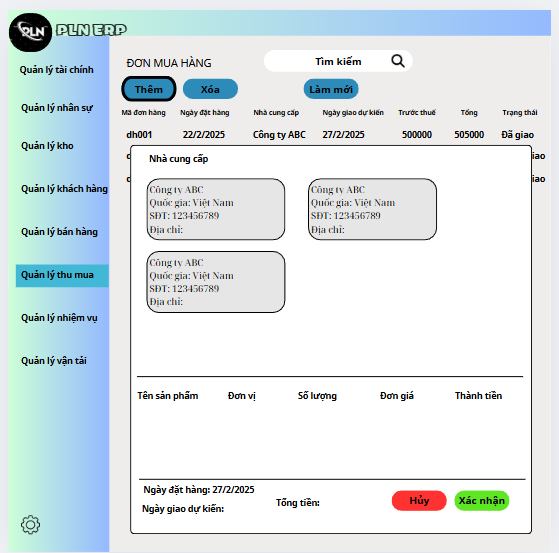 PLN
PLN ERP
Quản lý tài chính
Quản lý nhân sự
Quản lý kho
Quản lý khách hàng
Quản lý bán hàng
Quản lý thu mua
Quản lý nhiệm vụ
Quản lý vận tải
ĐƠN MUA HÀNG
Tìm kiếm
Thêm Xóa Làm mới
Mã đơn hàng Ngày đặt hàng Nhà cung cấp Ngày giao dự kiến Trước thuế Tổng Trạng thái
dh001 22/2/2025 Công ty ABC 27/2/2025 500000 505000 Đã giao
d iao
d iao
Nhà cung cấp
Công ty ABC
Quốc gia: Việt Nam
SĐT: 123456789
Địa chỉ:
Công ty ABC
Quốc gia: Việt Nam
SĐT: 123456789
Địa chỉ:
Công ty ABC
Quốc gia: Việt Nam
SĐT: 123456789
Địa chỉ:
Tên sản phẩm Đơn vị Số lượng Đơn giá Thành tiền
Ngày đặt hàng: 27/2/2025
Ngày giao dự kiến:
Tổng tiền:
Hủy Xác nhận